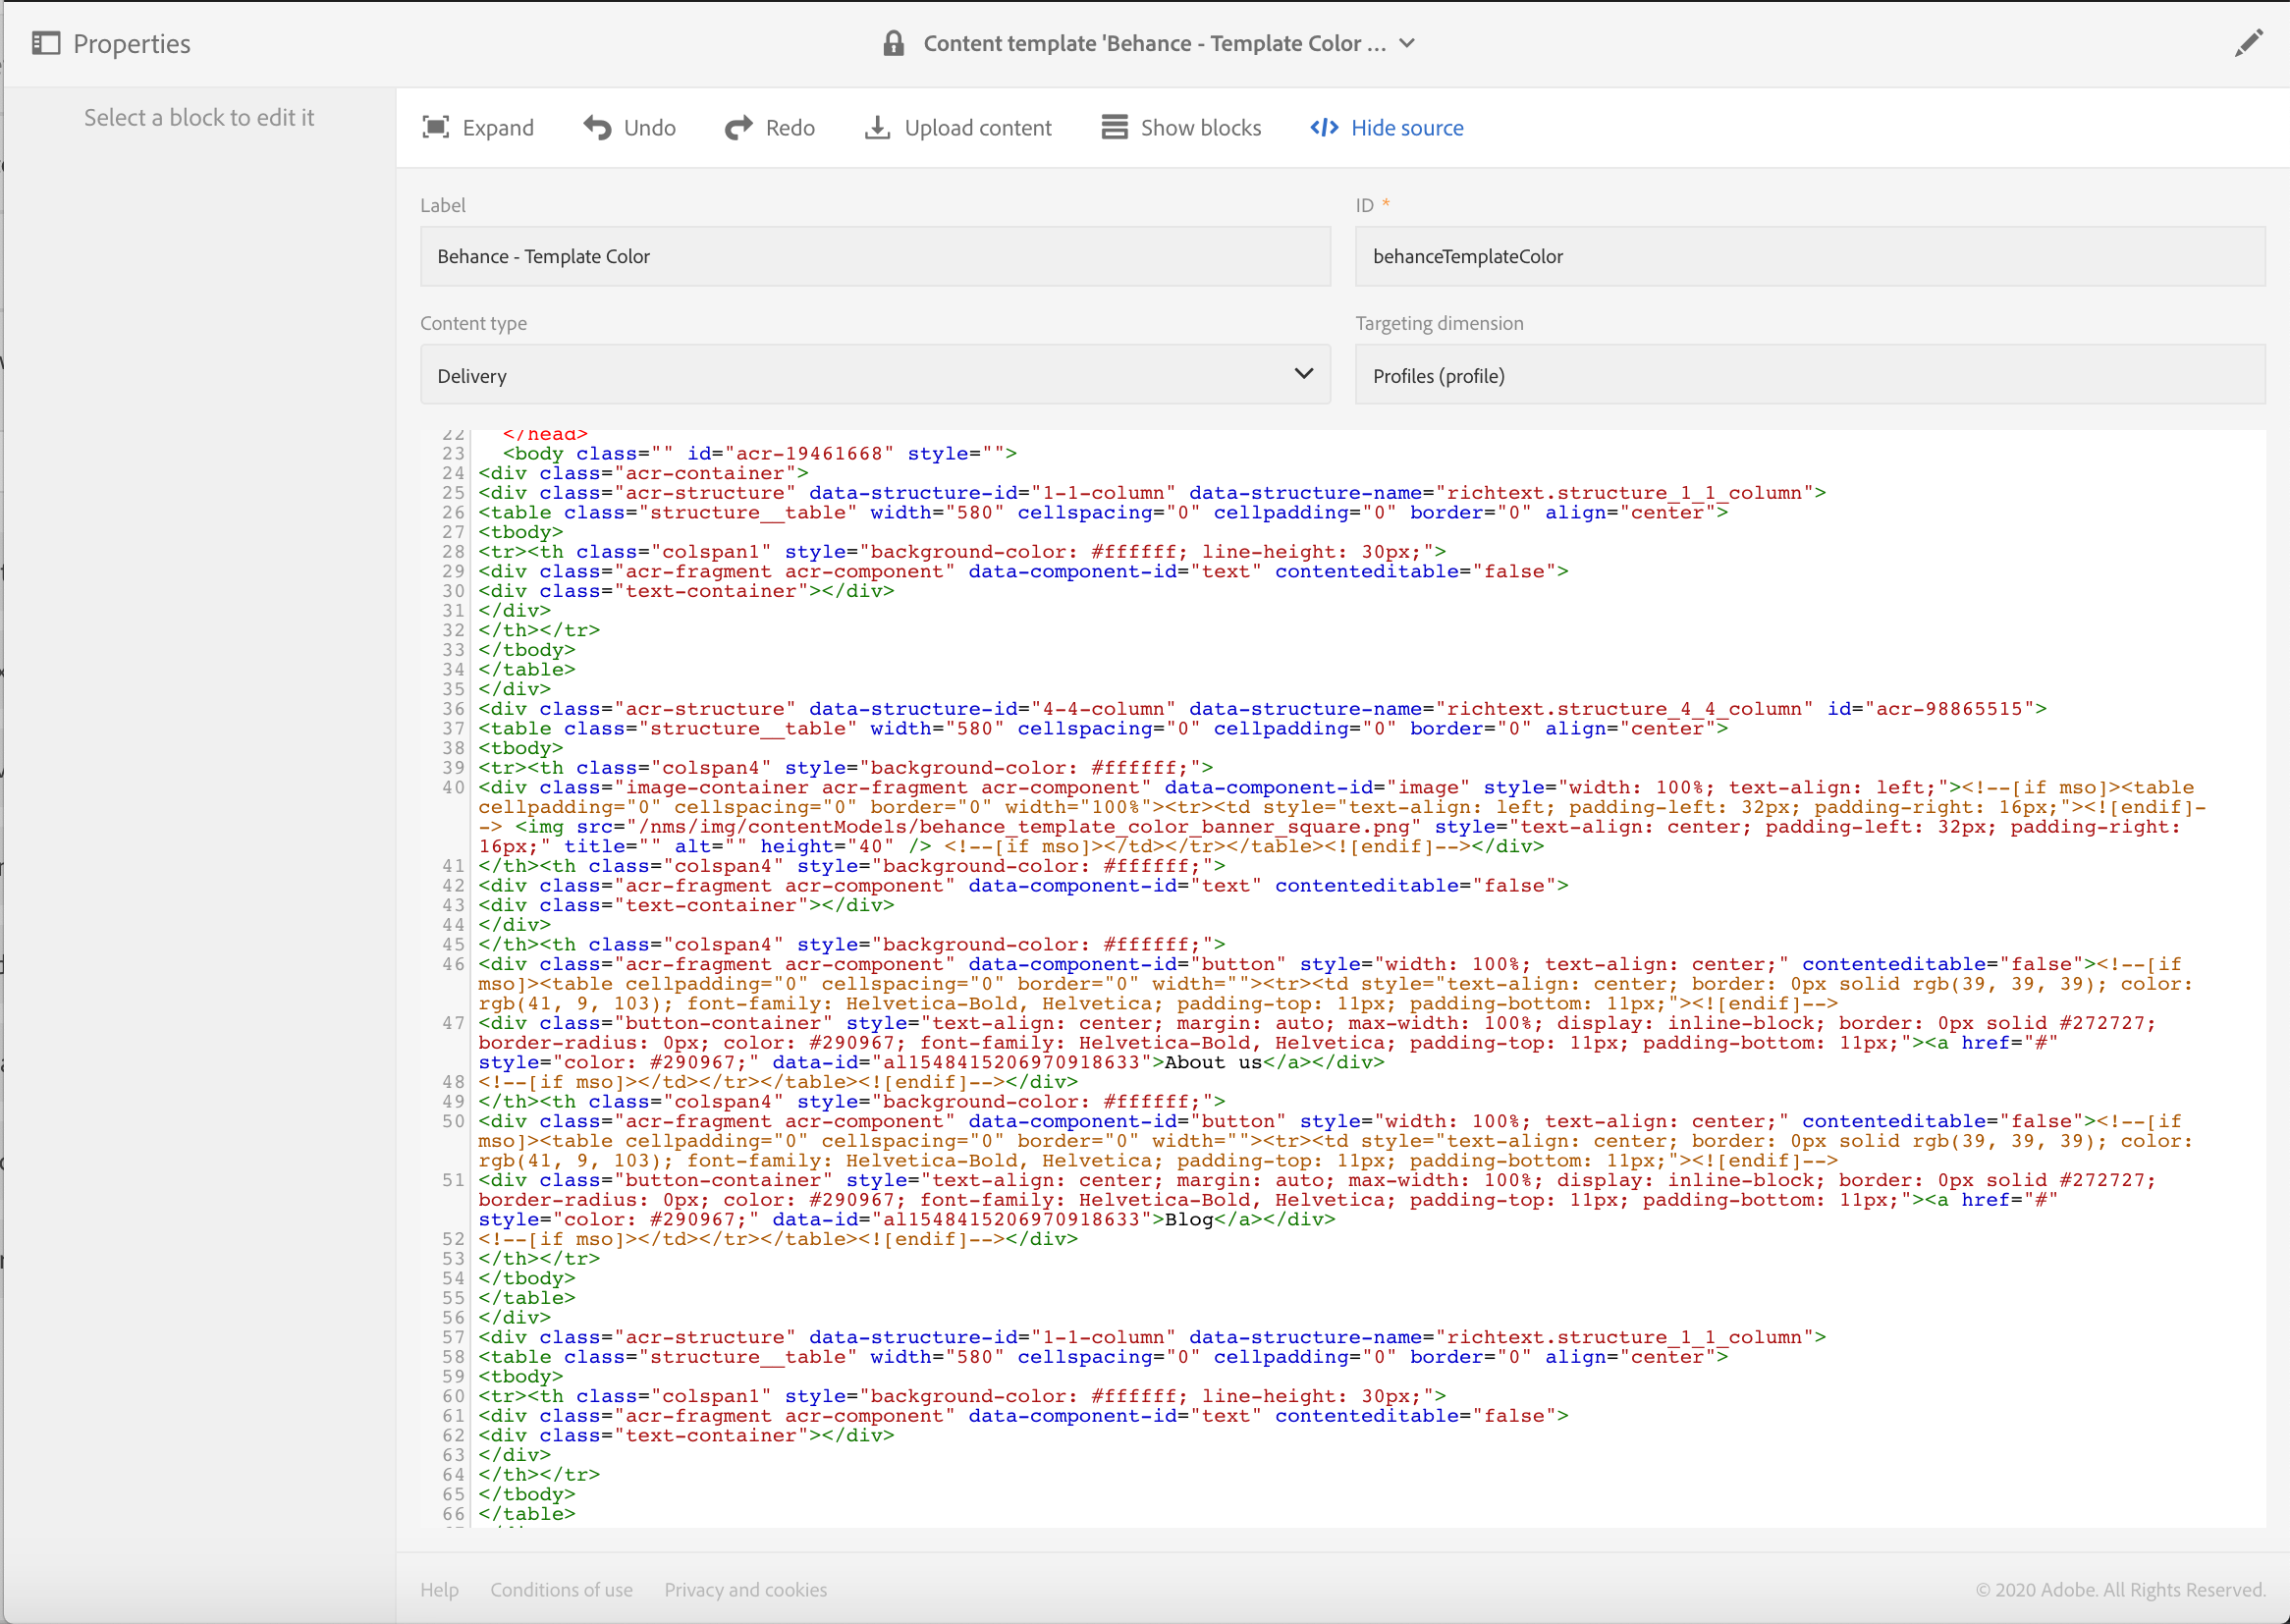 Properties
Content template 'Behance - Template Color ...
Select a block to edit it
Expand
Undo
Redo
Upload content
Show blocks
</> Hide source
Label
ID *
Behance - Template Color
behanceTemplateColor
Content type
Targeting dimension
Delivery
Profiles (profile)
22 </head>
23 <body class="" id="acr-19461668" style="">
24 <div class="acr-container">
25 <div class="acr-structure" data-structure-id="1-1-column" data-structure-name="richtext.structure_1_1_column">
26 <table class="structure__table" width="580" cellspacing="0" cellpadding="0" border="0" align="center">
27 <tbody>
28 <tr><th class="colspan1" style="background-color: #ffffff; line-height: 30px;">
29 <div class="acr-fragment acr-component" data-component-id="text" contenteditable="false">
30 <div class="text-container"></div>
31 </div>
32 </th></tr>
33 </tbody>
34 </table>
35 </div>
36 <div class="acr-structure" data-structure-id="4-4-column" data-structure-name="richtext.structure_4_4_column" id="acr-98865515">
37 <table class="structure__table" width="580" cellspacing="0" cellpadding="0" border="0" align="center">
38 <tbody>
39 <tr><th class="colspan4" style="background-color: #ffffff;">
40 <div class="image-container acr-fragment acr-component" data-component-id="image" style="width: 100%; text-align: left;"><!--[if mso]><table
cellpadding="0" cellspacing="0" border="0" width="100%"><tr><td style="text-align: left; padding-left: 32px; padding-right: 16px;"><![endif]-
-> <img src="/nms/img/contentModels/behance_template_color_banner_square.png" style="text-align: center; padding-left: 32px; padding-right:
16px;" title="" alt="" height="40" /> <!--[if mso]></td></tr></table><![endif]--></div>
41 </th><th class="colspan4" style="background-color: #ffffff;">
42 <div class="acr-fragment acr-component" data-component-id="text" contenteditable="false">
43 <div class="text-container"></div>
44 </div>
45 </th><th class="colspan4" style="background-color: #ffffff;">
46 <div class="acr-fragment acr-component" data-component-id="button" style="width: 100%; text-align: center;" contenteditable="false"><!--[if
mso]><table cellpadding="0" cellspacing="0" border="0" width=""><tr><td style="text-align: center; border: 0px solid rgb(39, 39, 39); color:
rgb(41, 9, 103); font-family: Helvetica-Bold, Helvetica; padding-top: 11px; padding-bottom: 11px;"><![endif]-->
47 <div class="button-container" style="text-align: center; margin: auto; max-width: 100%; display: inline-block; border: 0px solid #272727;
border-radius: 0px; color: #290967; font-family: Helvetica-Bold, Helvetica; padding-top: 11px; padding-bottom: 11px;"><a href="#"
style="color: #290967;" data-id="al1548415206970918633">About us</a></div>
48 <!--[if mso]></td></tr></table><![endif]--></div>
49 </th><th class="colspan4" style="background-color: #ffffff;">
50 <div class="acr-fragment acr-component" data-component-id="button" style="width: 100%; text-align: center;" contenteditable="false"><!--[if
mso]><table cellpadding="0" cellspacing="0" border="0" width=""><tr><td style="text-align: center; border: 0px solid rgb(39, 39, 39); color:
rgb(41, 9, 103); font-family: Helvetica-Bold, Helvetica; padding-top: 11px; padding-bottom: 11px;"><![endif]-->
51 <div class="button-container" style="text-align: center; margin: auto; max-width: 100%; display: inline-block; border: 0px solid #272727;
border-radius: 0px; color: #290967; font-family: Helvetica-Bold, Helvetica; padding-top: 11px; padding-bottom: 11px;"><a href="#"
style="color: #290967;" data-id="al1548415206970918633">Blog</a></div>
52 <!--[if mso]></td></tr></table><![endif]--></div>
53 </th></tr>
54 </tbody>
55 </table>
56 </div>
57 <div class="acr-structure" data-structure-id="1-1-column" data-structure-name="richtext.structure_1_1_column">
58 <table class="structure__table" width="580" cellspacing="0" cellpadding="0" border="0" align="center">
59 <tbody>
60 <tr><th class="colspan1" style="background-color: #ffffff; line-height: 30px;">
61 <div class="acr-fragment acr-component" data-component-id="text" contenteditable="false">
62 <div class="text-container"></div>
63 </div>
64 </th></tr>
65 </tbody>
66 </table>
Help
Conditions of use
Privacy and cookies
© 2020 Adobe. All Rights Reserved.